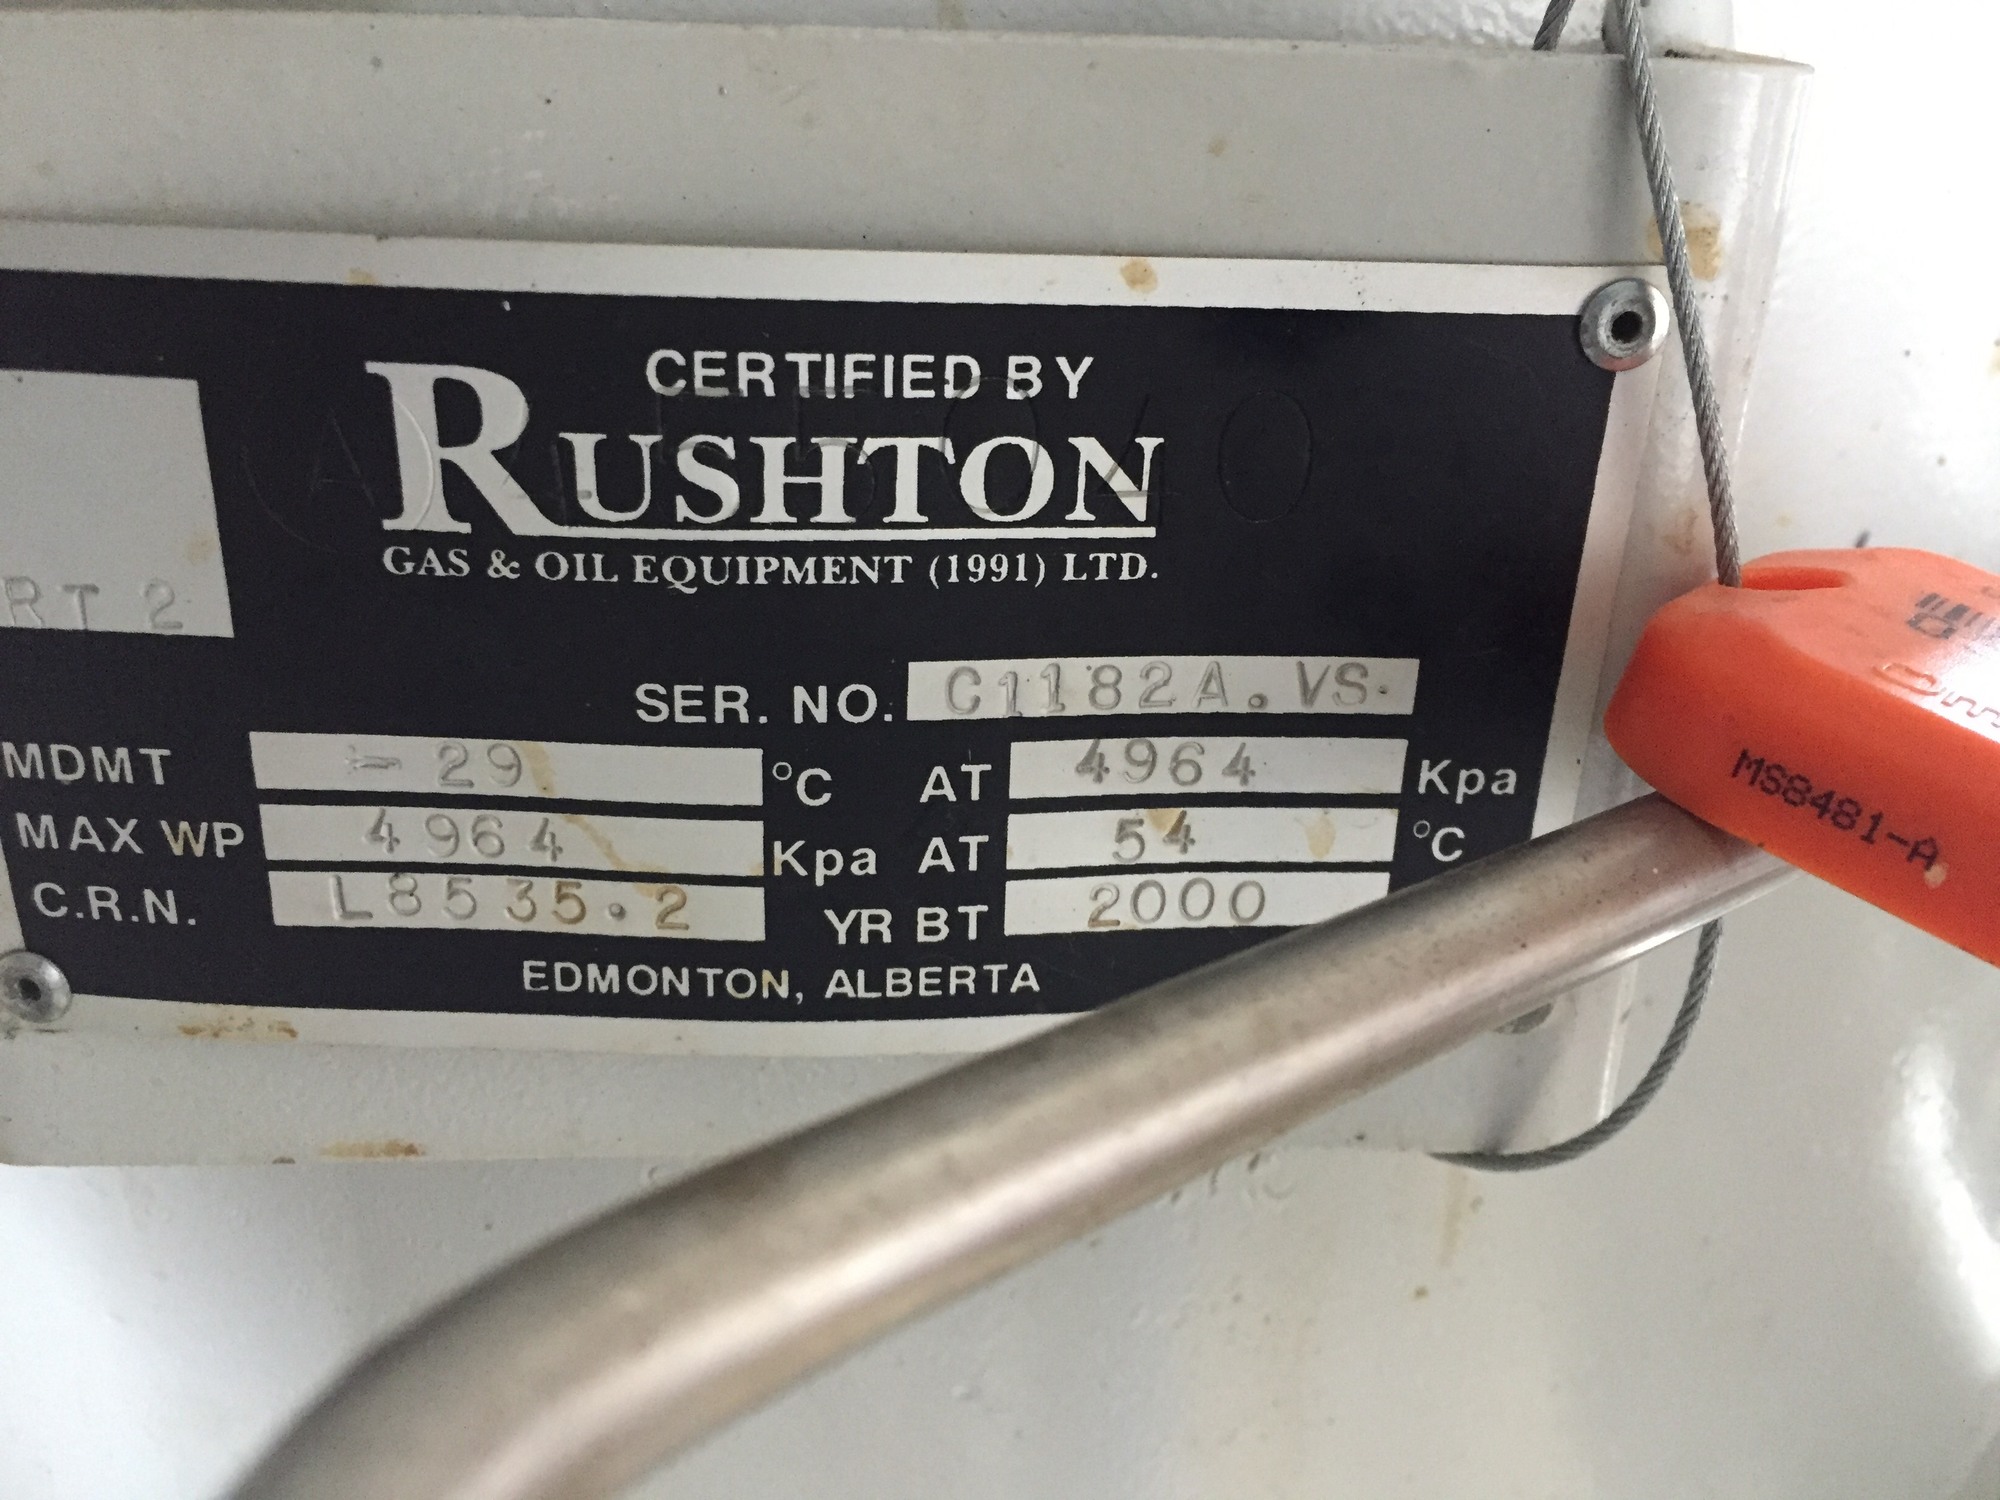 CERTIFIED BY
RUSHTON
GAS & OIL EQUIPMENT (1991) LTD.
RT 2
SER. NO. C1182A. VS.
MDMT -29 °C AT 4964 Kpa
MAX WP 4964 Kpa AT 54 °C
C.R.N. L8535.2 YR BT 2000
EDMONTON, ALBERTA
MS8481-A